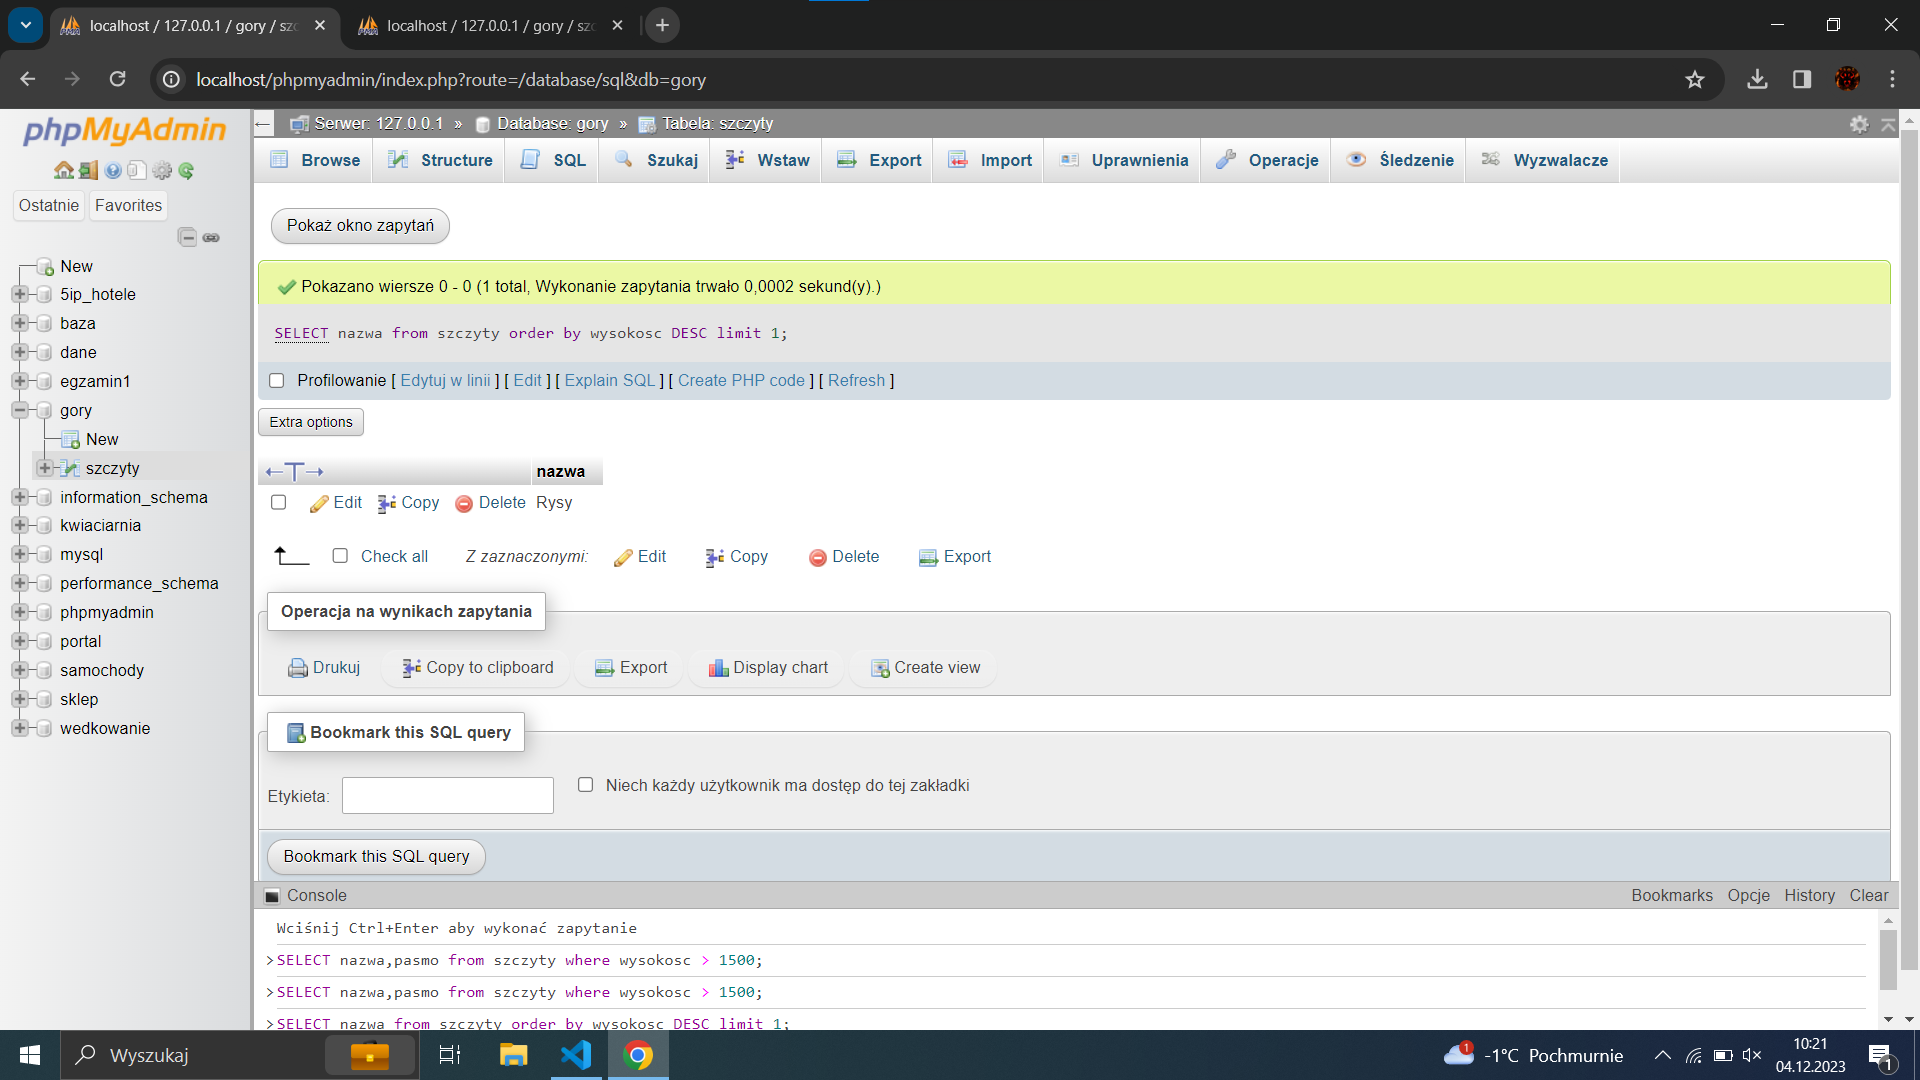 localhost / 127.0.0.1 / gory / szc
localhost / 127.0.0.1 / gory / szc
localhost/phpmyadmin/index.php?route=/database/sql&db=gory
phpMyAdmin
Ostatnie
Favorites
New
5ip_hotele
baza
dane
egzamin1
gory
New
szczyty
information_schema
kwiaciarnia
mysql
performance_schema
phpmyadmin
portal
samochody
sklep
wedkowanie
Serwer: 127.0.0.1 » Database: gory » Tabela: szczyty
Browse Structure SQL Szukaj Wstaw Export Import Uprawnienia Operacje Śledzenie Wyzwalacze
Pokaż okno zapytań
Pokazano wiersze 0 - 0 (1 total, Wykonanie zapytania trwało 0,0002 sekund(y).)
SELECT nazwa from szczyty order by wysokosc DESC limit 1;
Profilowanie [ Edytuj w linii ] [ Edit ] [ Explain SQL ] [ Create PHP code ] [ Refresh ]
Extra options
nazwa
Edit Copy Delete Rysy
Check all Z zaznaczonymi: Edit Copy Delete Export
Operacja na wynikach zapytania
Drukuj Copy to clipboard Export Display chart Create view
Bookmark this SQL query
Etykieta: Niech każdy użytkownik ma dostęp do tej zakładki
Bookmark this SQL query
Console Bookmarks Opcje History Clear
Wciśnij Ctrl+Enter aby wykonać zapytanie
>SELECT nazwa,pasmo from szczyty where wysokosc > 1500;
>SELECT nazwa,pasmo from szczyty where wysokosc > 1500;
>SELECT nazwa from szczyty order by wysokosc DESC limit 1;
Wyszukaj
1
-1°C Pochmurnie
10:21
04.12.2023
1